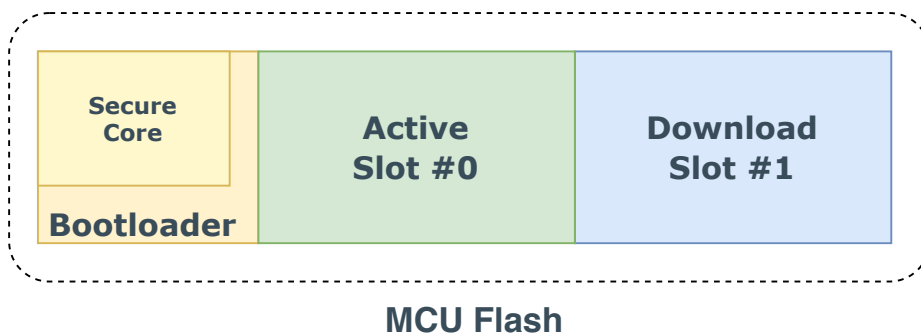 Secure
Core
Bootloader
Active
Slot #0
Download
Slot #1
MCU Flash